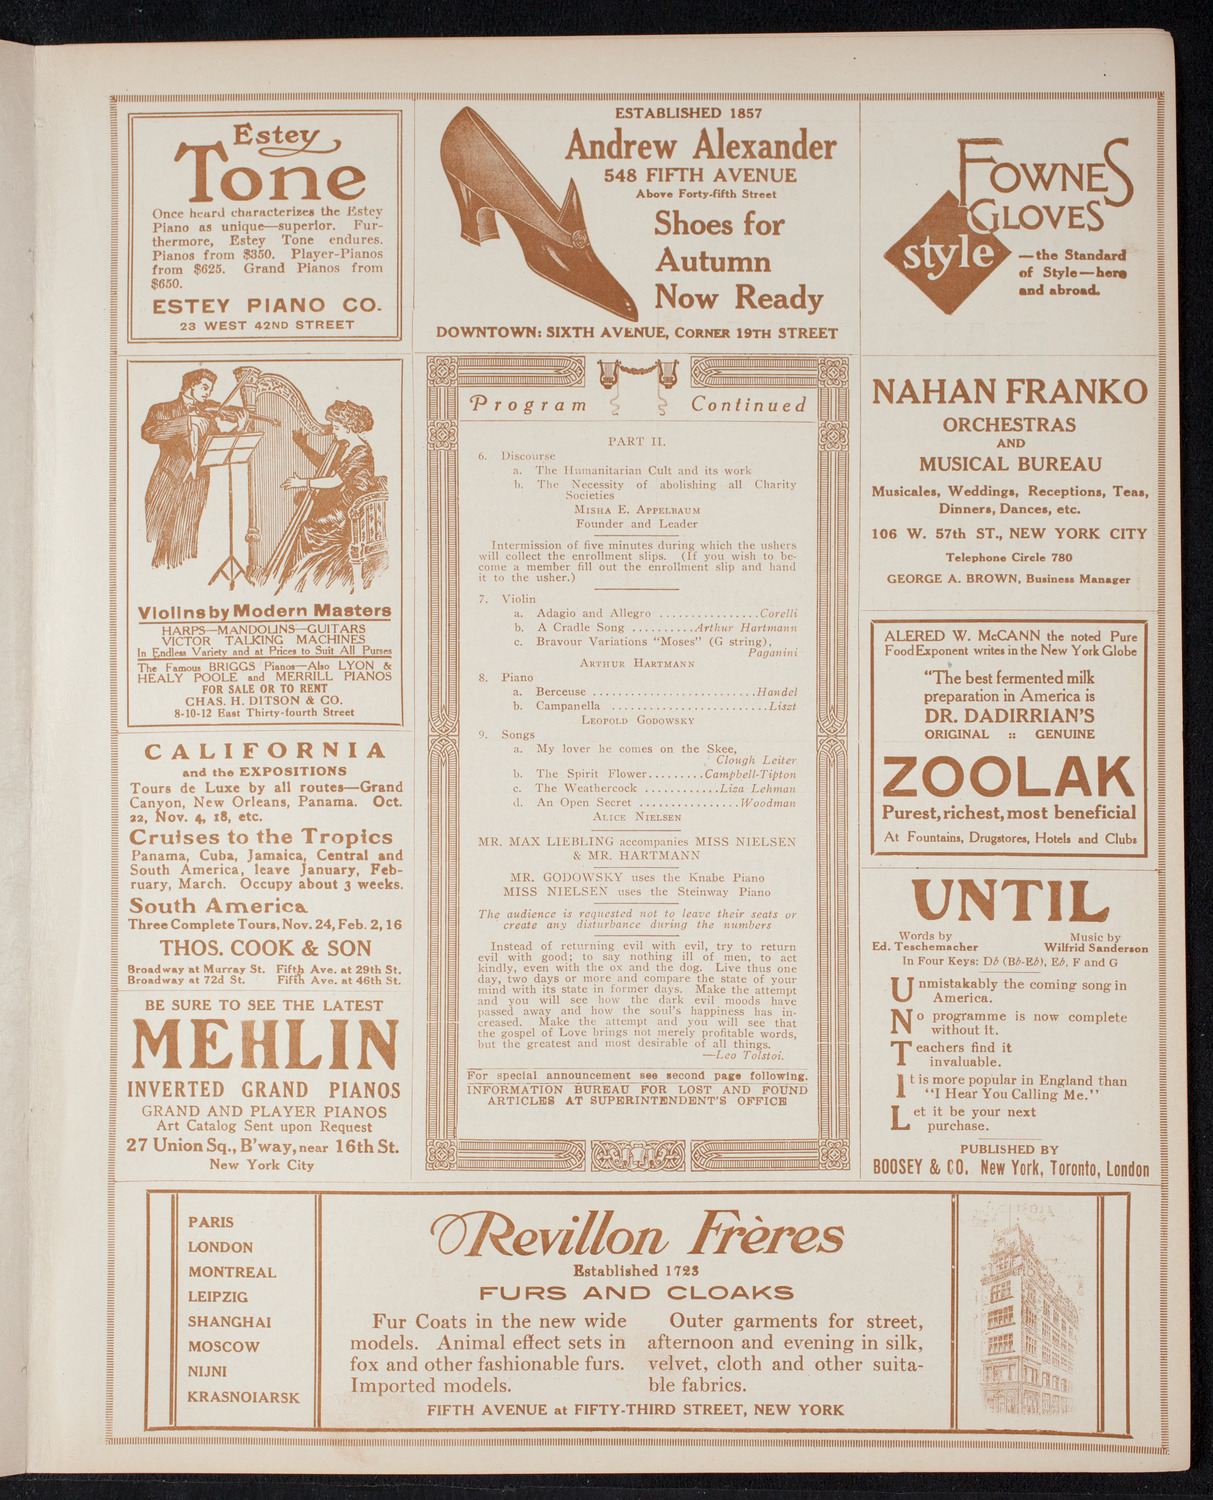 Estey
Tone
Once heard characterizes the Estey
Piano as unique—superior. Fur-
thermore, Estey Tone endures.
Pianos from $350. Player-Pianos
from $625. Grand Pianos from
$650.
ESTEY PIANO CO.
23 WEST 42ND STREET
ESTABLISHED 1857
Andrew Alexander
548 FIFTH AVENUE
Above Forty-fifth Street
Shoes for
Autumn
Now Ready
DOWNTOWN: SIXTH AVENUE, CORNER 19TH STREET
FOWNES
GLOVES
style
—the Standard
of Style—here
and abroad.
Violins by Modern Masters
HARPS—MANDOLINS—GUITARS
VICTOR TALKING MACHINES
In Endless Variety and at Prices to Suit All Purses
The Famous BRIGGS Pianos—Also LYON &
HEALY POOLE and MERRILL PIANOS
FOR SALE OR TO RENT
CHAS. H. DITSON & CO.
8-10-12 East Thirty-fourth Street
CALIFORNIA
and the EXPOSITIONS
Tours de Luxe by all routes—Grand
Canyon, New Orleans, Panama. Oct.
22, Nov. 4, 18, etc.
Cruises to the Tropics
Panama, Cuba, Jamaica, Central and
South America, leave January, Feb-
ruary, March. Occupy about 3 weeks.
South America
Three Complete Tours, Nov. 24, Feb. 2, 16
THOS. COOK & SON
Broadway at Murray St. Fifth Ave. at 29th St.
Broadway at 72d St. Fifth Ave. at 46th St.
BE SURE TO SEE THE LATEST
MEHLIN
INVERTED GRAND PIANOS
GRAND AND PLAYER PIANOS
Art Catalog Sent upon Request
27 Union Sq., B'way, near 16th St.
New York City
Program Continued
PART II.
6. Discourse
a. The Humanitarian Cult and its work
b. The Necessity of abolishing all Charity
Societies
MISHA E. APPELBAUM
Founder and Leader
Intermission of five minutes during which the ushers
will collect the enrollment slips. (If you wish to be-
come a member fill out the enrollment slip and hand
it to the usher.)
7. Violin
a. Adagio and Allegro ................Corelli
b. A Cradle Song ..........Arthur Hartmann
c. Bravour Variations "Moses" (G string),
Paganini
ARTHUR HARTMANN
8. Piano
a. Berceuse ..........................Handel
b. Campanella .........................Liszt
LEOPOLD GODOWSKY
9. Songs
a. My lover he comes on the Skee,
Clough Leiter
b. The Spirit Flower.........Campbell-Tipton
c. The Weathercock ............Liza Lehman
d. An Open Secret ................Woodman
ALICE NIELSEN
MR. MAX LIEBLING accompanies MISS NIELSEN
& MR. HARTMANN
MR. GODOWSKY uses the Knabe Piano
MISS NIELSEN uses the Steinway Piano
The audience is requested not to leave their seats or
create any disturbance during the numbers
Instead of returning evil with evil, try to return
evil with good; to say nothing ill of men, to act
kindly, even with the ox and the dog. Live thus one
day, two days or more and compare the state of your
mind with its state in former days. Make the attempt
and you will see how the dark evil moods have
passed away and how the soul's happiness has in-
creased. Make the attempt and you will see that
the gospel of Love brings not merely profitable words,
but the greatest and most desirable of all things.
—Leo Tolstoi.
For special announcement see second page following.
INFORMATION BUREAU FOR LOST AND FOUND
ARTICLES AT SUPERINTENDENT'S OFFICE
NAHAN FRANKO
ORCHESTRAS
AND
MUSICAL BUREAU
Musicales, Weddings, Receptions, Teas,
Dinners, Dances, etc.
106 W. 57th ST., NEW YORK CITY
Telephone Circle 780
GEORGE A. BROWN, Business Manager
ALERED W. McCANN the noted Pure
Food Exponent writes in the New York Globe
"The best fermented milk
preparation in America is
DR. DADIRRIAN'S
ORIGINAL :: GENUINE
ZOOLAK
Purest, richest, most beneficial
At Fountains, Drugstores, Hotels and Clubs
UNTIL
Words by Music by
Ed. Teschemacher Wilfrid Sanderson
In Four Keys: D♭ (B♭-E♭), E♭, F and G
Unmistakably the coming song in
America.
No programme is now complete
without it.
Teachers find it
invaluable.
It is more popular in England than
"I Hear You Calling Me."
Let it be your next
purchase.
PUBLISHED BY
BOOSEY & CO. New York, Toronto, London
PARIS
LONDON
MONTREAL
LEIPZIG
SHANGHAI
MOSCOW
NIJNI
KRASNOIARSK
Revillon Frères
Established 1723
FURS AND CLOAKS
Fur Coats in the new wide
models. Animal effect sets in
fox and other fashionable furs.
Imported models.
Outer garments for street,
afternoon and evening in silk,
velvet, cloth and other suita-
ble fabrics.
FIFTH AVENUE at FIFTY-THIRD STREET, NEW YORK